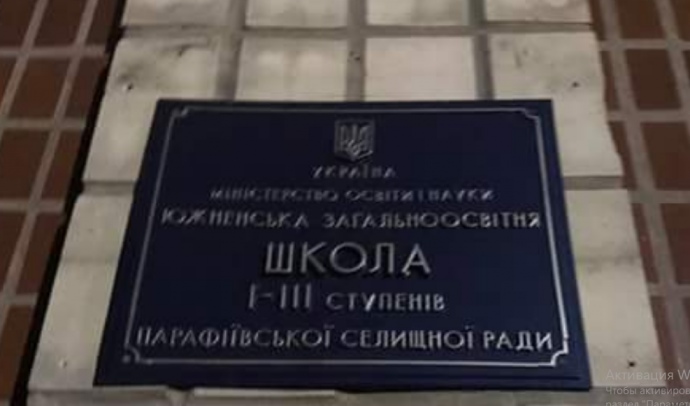 УКРАЇНА
МІНІСТЕРСТВО ОСВІТИ І НАУКИ
ЮЖНЕНСЬКА ЗАГАЛЬНООСВІТНЯ
ШКОЛА
І-ІІІ СТУПЕНІВ
ПАРАФІЇВСЬКОЇ СЕЛИЩНОЇ РАДИ
Активация W
Чтобы активиров